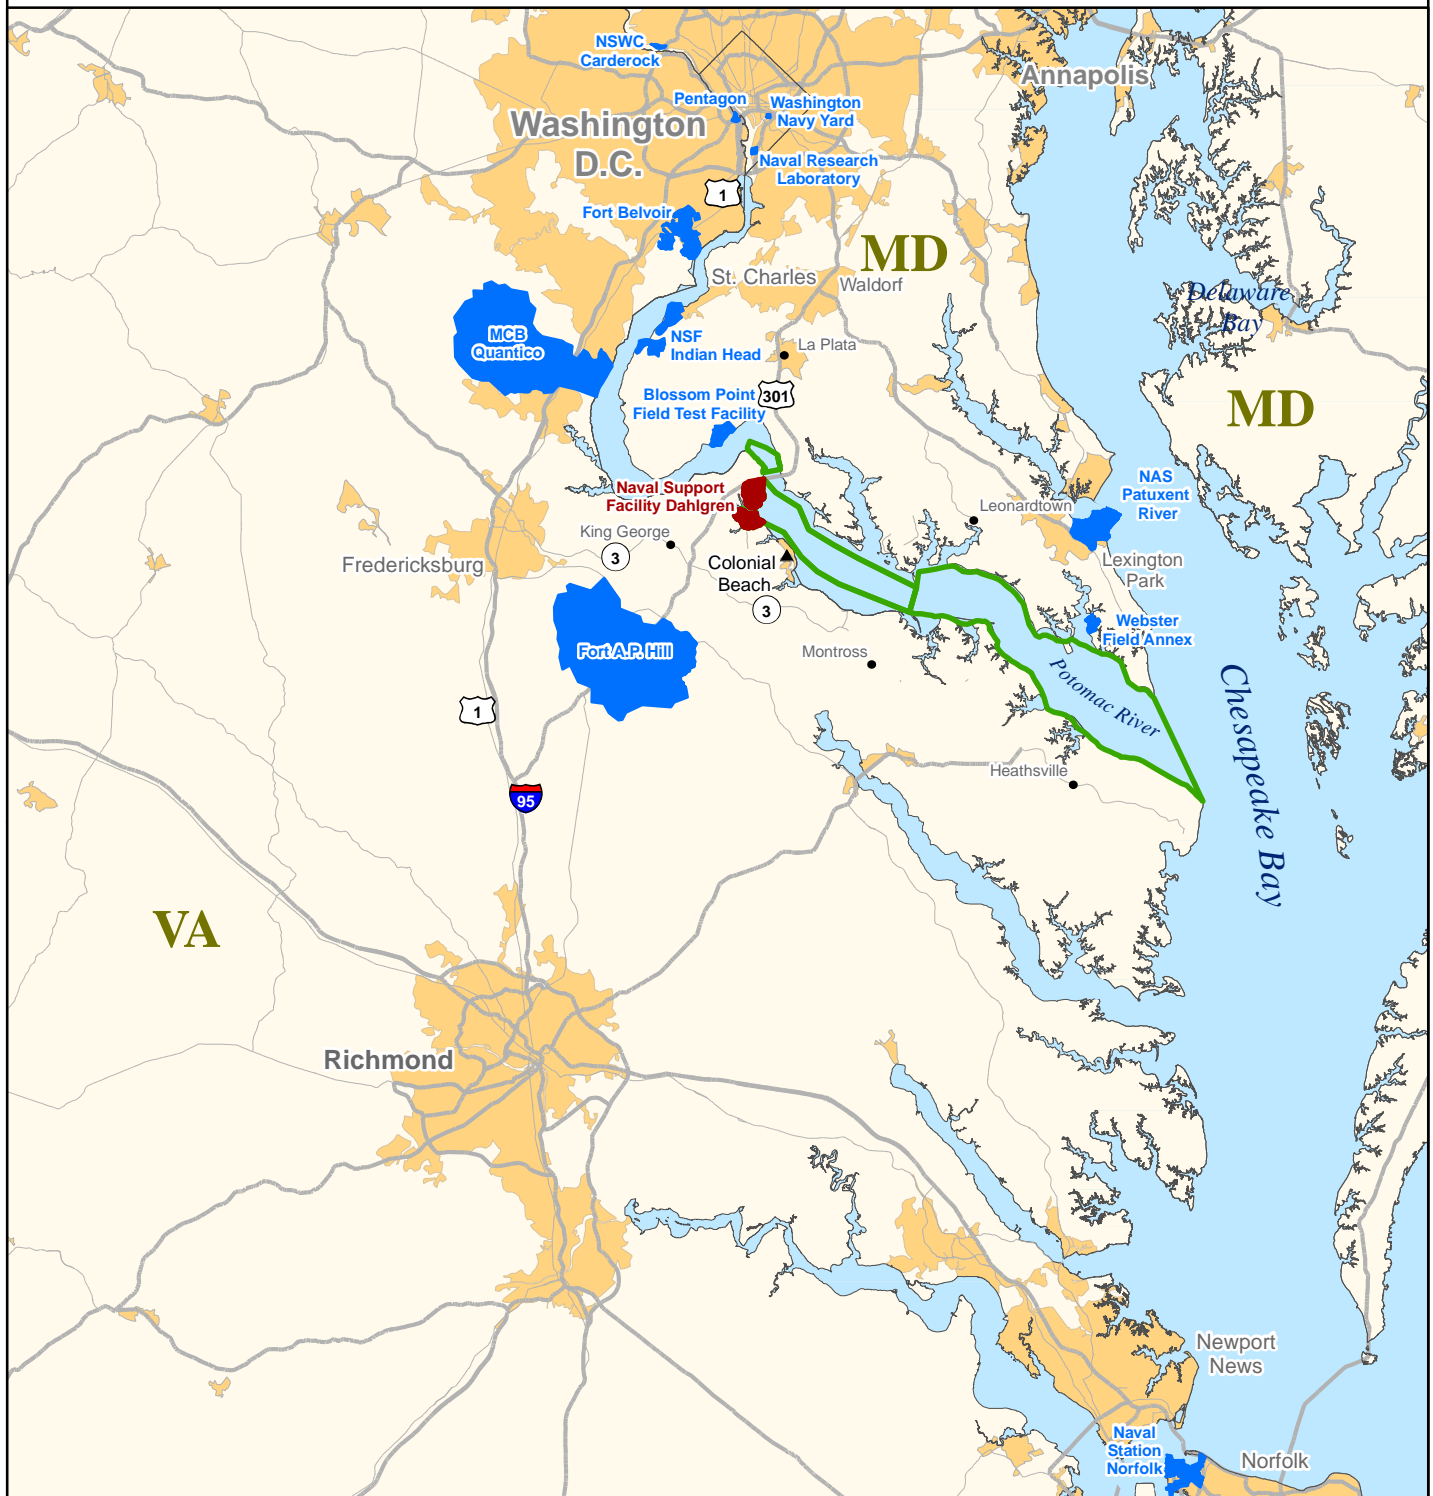 NSWC
Carderock
Annapolis
Pentagon
Washington
Navy Yard
Washington
D.C.
Naval Research
Laboratory
1
Fort Belvoir
MD
St. Charles
Waldorf
Delaware
Bay
MCB
Quantico
NSF
Indian Head
La Plata
Blossom Point
Field Test Facility
301
MD
Naval Support
Facility Dahlgren
NAS
Patuxent
River
Leonardtown
King George
3
Fredericksburg
Colonial
Beach
Lexington
Park
3
Webster
Field Annex
Fort A.P. Hill
Montross
Potomac River
Chesapeake Bay
1
Heathsville
95
VA
Richmond
Newport
News
Naval
Station
Norfolk
Norfolk